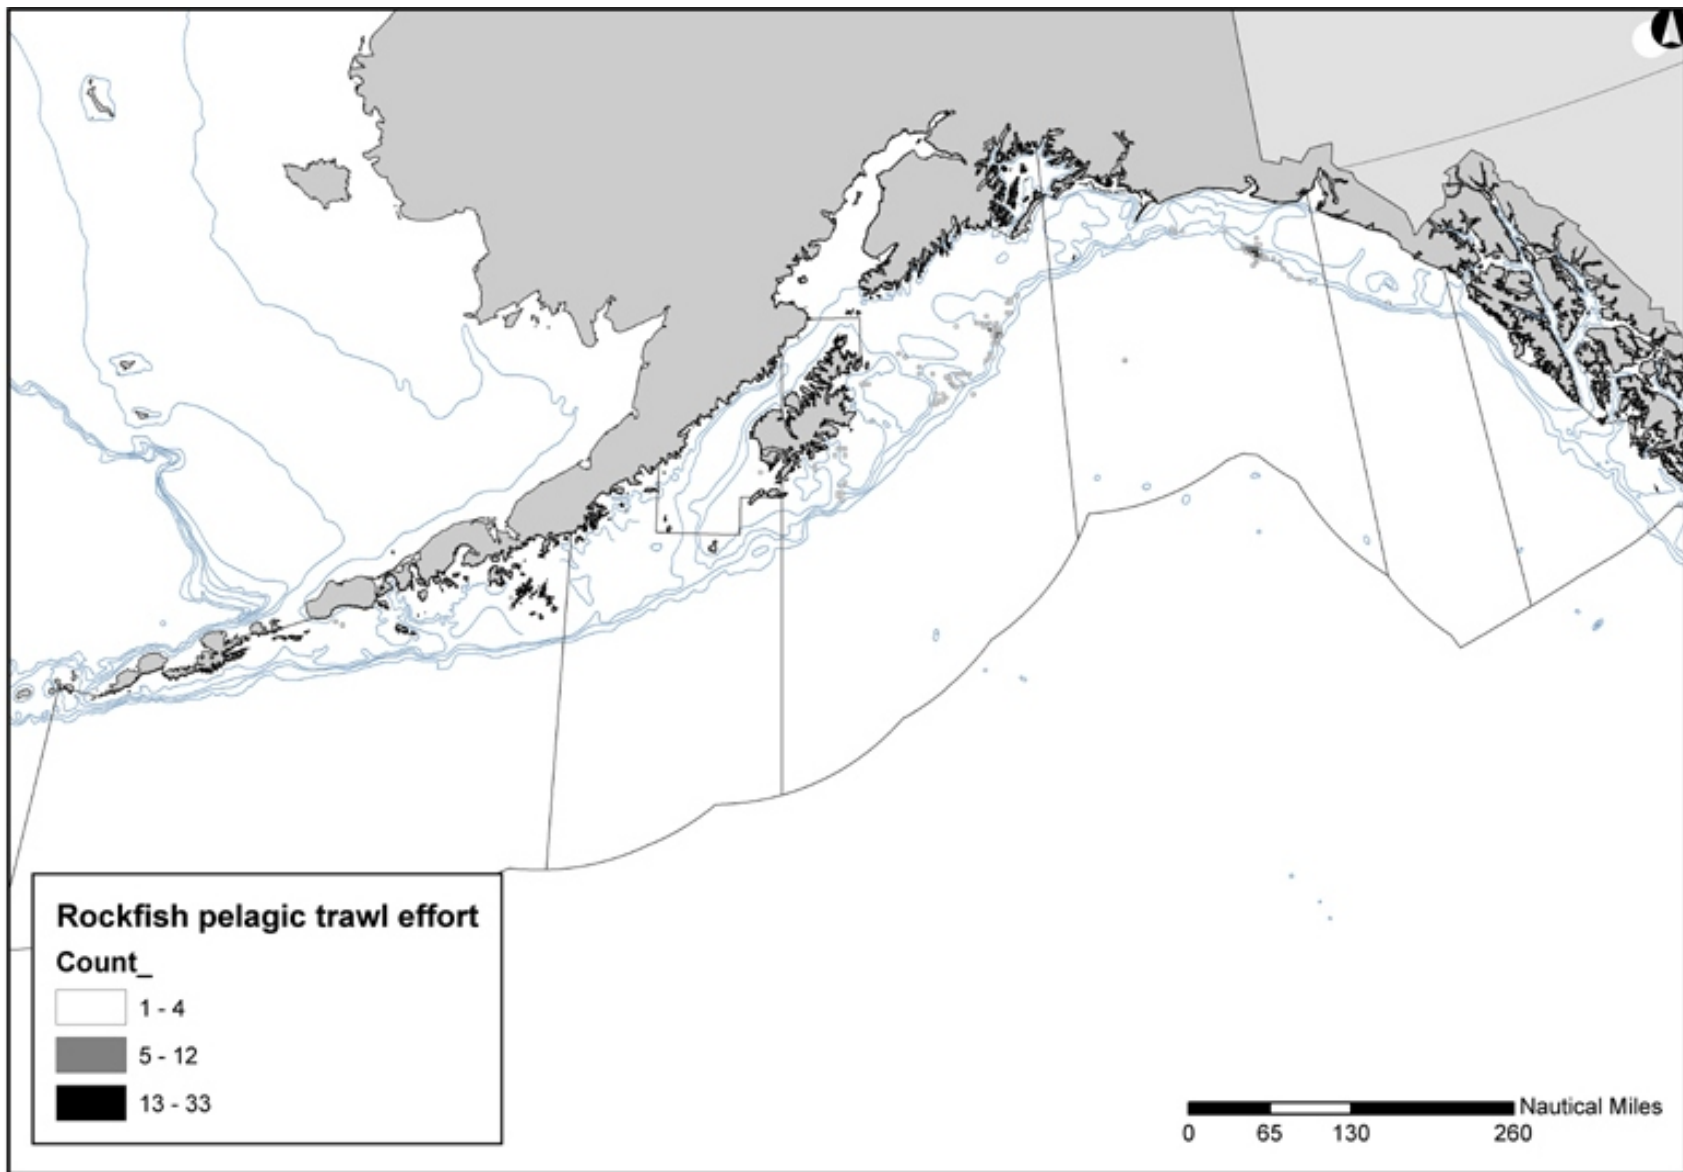 Rockfish pelagic trawl effort
Count_
1 - 4
5 - 12
13 - 33
Nautical Miles
0 65 130 260